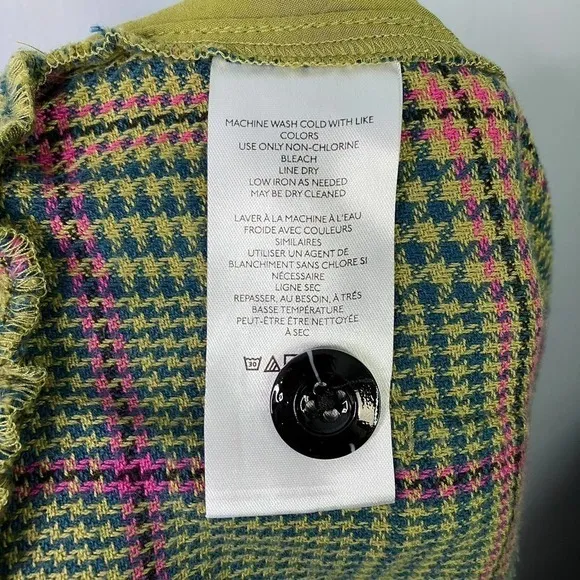 MACHINE WASH COLD WITH LIKE
COLORS
USE ONLY NON-CHLORINE
BLEACH
LINE DRY
LOW IRON AS NEEDED
MAY BE DRY CLEANED
LAVER À LA MACHINE À L'EAU
FROIDE AVEC COULEURS
SIMILAIRES
UTILISER UN AGENT DE
BLANCHIMENT SANS CHLORE SI
NÉCESSAIRE
LIGNE SEC
REPASSER, AU BESOIN, À TRÉS
BASSE TEMPÉRATURE
PEUT-ÊTRE ÊTRE NETTOYÉE
À SEC
30